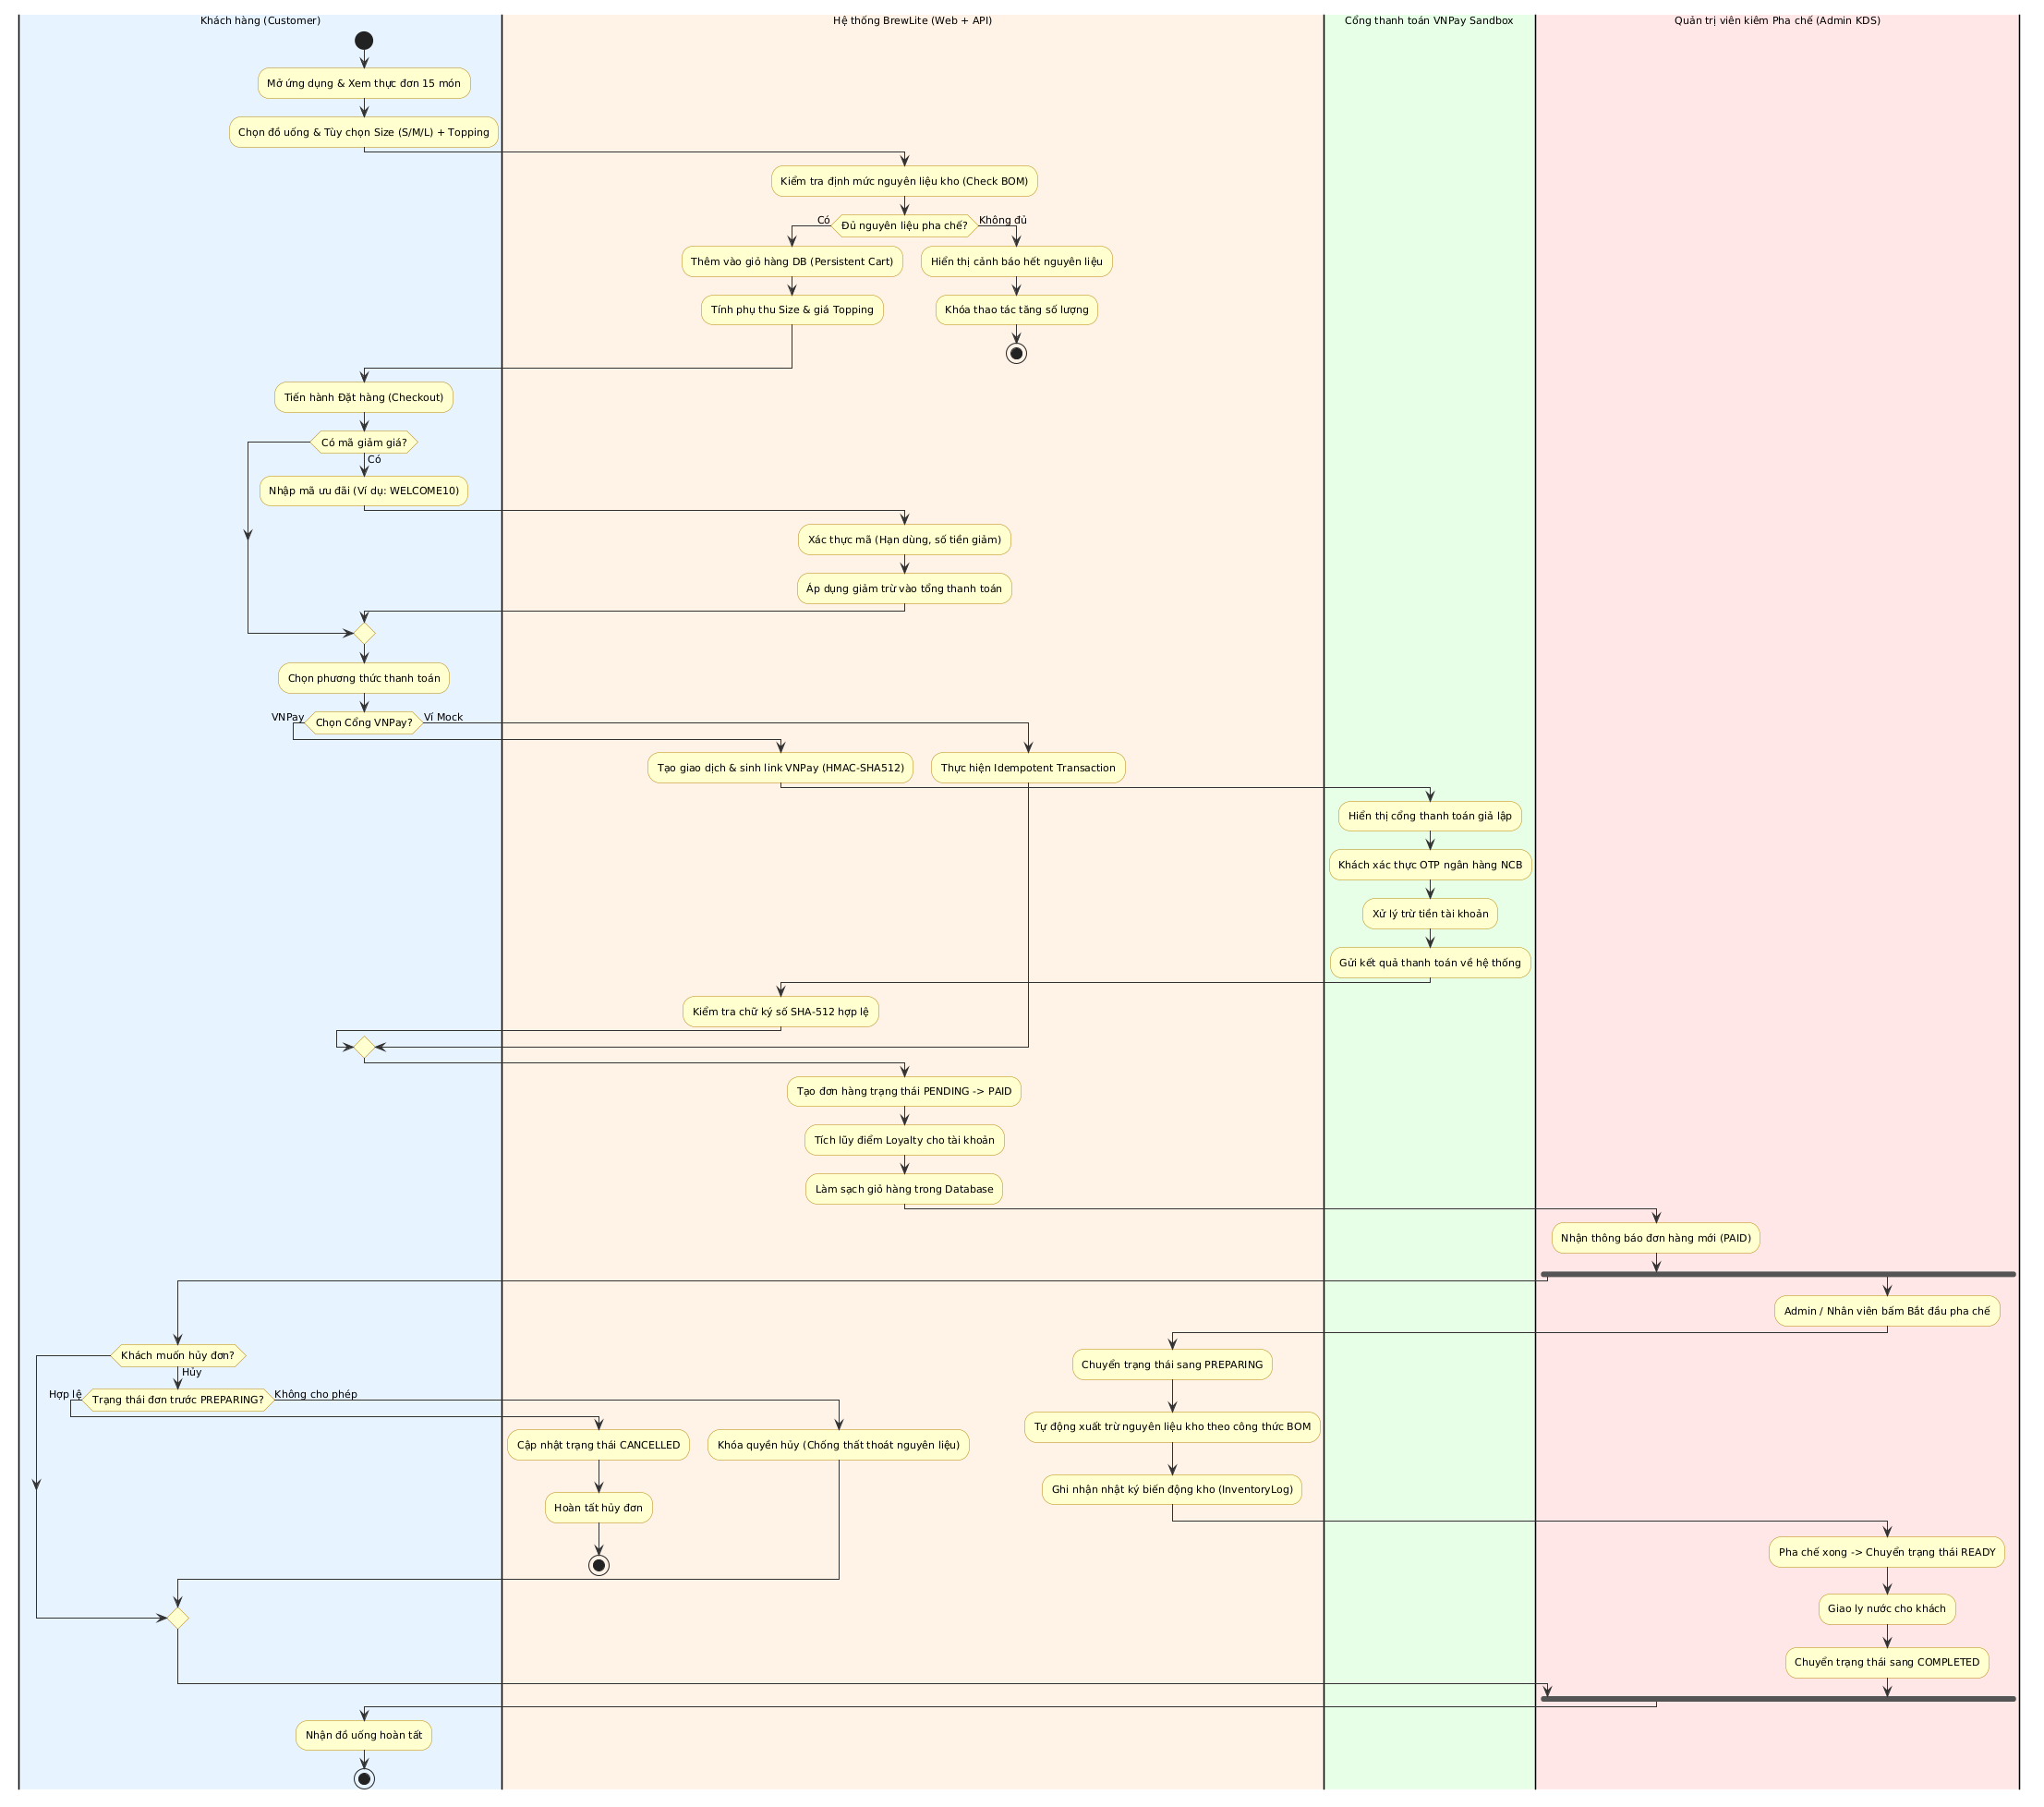 Khách hàng (Customer)
Hệ thống BrewLite (Web + API)
Cổng thanh toán VNPay Sandbox
Quản trị viên kiêm Pha chế (Admin KDS)
Mở ứng dụng & Xem thực đơn 15 món
Chọn đồ uống & Tùy chọn Size (S/M/L) + Topping
Kiểm tra định mức nguyên liệu kho (Check BOM)
Có
Đủ nguyên liệu pha chế?
Không đủ
Thêm vào giỏ hàng DB (Persistent Cart)
Hiển thị cảnh báo hết nguyên liệu
Tính phụ thu Size & giá Topping
Khóa thao tác tăng số lượng
Tiến hành Đặt hàng (Checkout)
Có mã giảm giá?
Có
Nhập mã ưu đãi (Ví dụ: WELCOME10)
Xác thực mã (Hạn dùng, số tiền giảm)
Áp dụng giảm trừ vào tổng thanh toán
Chọn phương thức thanh toán
VNPay
Chọn Cổng VNPay?
Ví Mock
Tạo giao dịch & sinh link VNPay (HMAC-SHA512)
Thực hiện Idempotent Transaction
Hiển thị cổng thanh toán giả lập
Khách xác thực OTP ngân hàng NCB
Xử lý trừ tiền tài khoản
Gửi kết quả thanh toán về hệ thống
Kiểm tra chữ ký số SHA-512 hợp lệ
Tạo đơn hàng trạng thái PENDING -> PAID
Tích lũy điểm Loyalty cho tài khoản
Làm sạch giỏ hàng trong Database
Nhận thông báo đơn hàng mới (PAID)
Admin / Nhân viên bấm Bắt đầu pha chế
Khách muốn hủy đơn?
Hủy
Chuyển trạng thái sang PREPARING
Hợp lệ
Trạng thái đơn trước PREPARING?
Không cho phép
Tự động xuất trừ nguyên liệu kho theo công thức BOM
Cập nhật trạng thái CANCELLED
Khóa quyền hủy (Chống thất thoát nguyên liệu)
Ghi nhận nhật ký biến động kho (InventoryLog)
Hoàn tất hủy đơn
Pha chế xong -> Chuyển trạng thái READY
Giao ly nước cho khách
Chuyển trạng thái sang COMPLETED
Nhận đồ uống hoàn tất